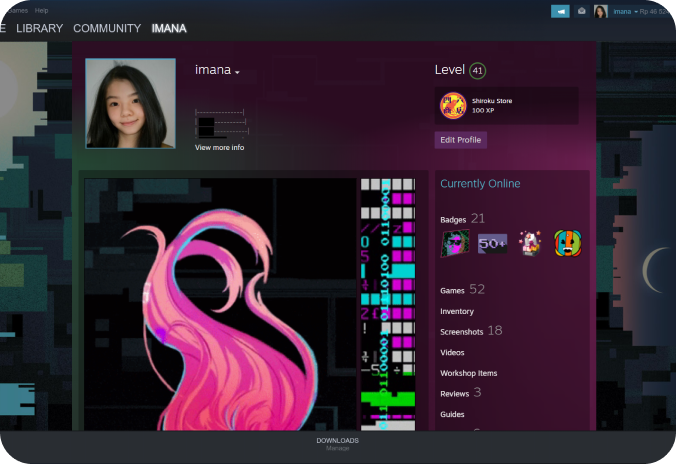 Games Help
imana Rp 46 524
E LIBRARY COMMUNITY IMANA
imana
View more info
Level 41
Shiroku Store
100 XP
Edit Profile
Currently Online
Badges 21
50+
Games 52
Inventory
Screenshots 18
Videos
Workshop Items
Reviews 3
Guides
DOWNLOADS
Manage